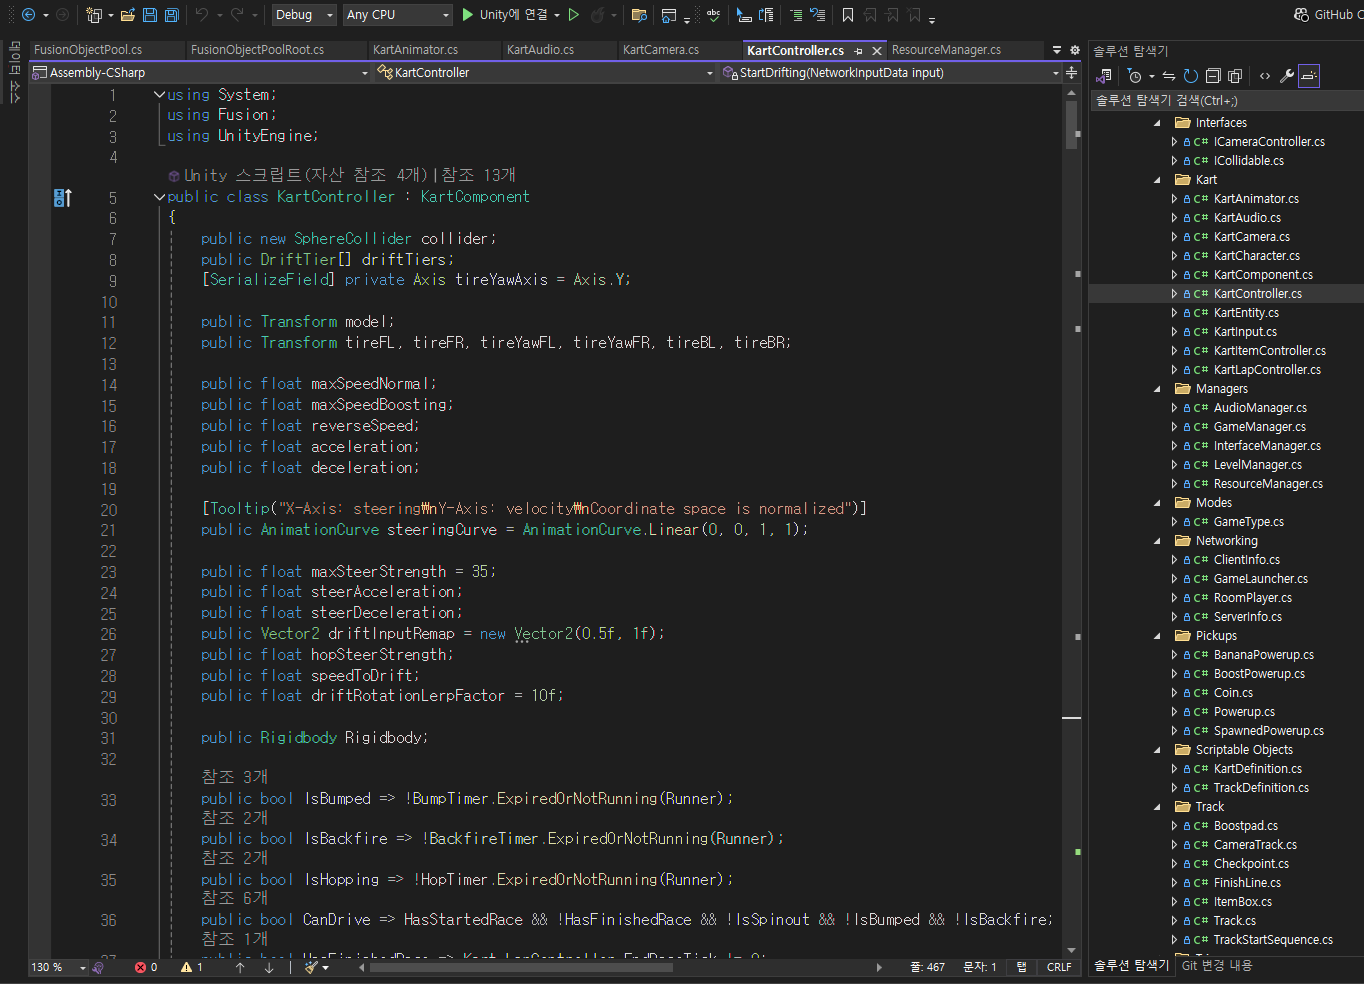 Debug
Any CPU
Unity에 연결
GitHub C
데이터 소스
FusionObjectPool.cs
FusionObjectPoolRoot.cs
KartAnimator.cs
KartAudio.cs
KartCamera.cs
KartController.cs
ResourceManager.cs
Assembly-CSharp
KartController
StartDrifting(NetworkInputData input)
1 using System;
2 using Fusion;
3 using UnityEngine;
4
Unity 스크립트(자산 참조 4개)|참조 13개
5 public class KartController : KartComponent
6 {
7 public new SphereCollider collider;
8 public DriftTier[] driftTiers;
9 [SerializeField] private Axis tireYawAxis = Axis.Y;
10
11 public Transform model;
12 public Transform tireFL, tireFR, tireYawFL, tireYawFR, tireBL, tireBR;
13
14 public float maxSpeedNormal;
15 public float maxSpeedBoosting;
16 public float reverseSpeed;
17 public float acceleration;
18 public float deceleration;
19
20 [Tooltip("X-Axis: steering₩nY-Axis: velocity₩nCoordinate space is normalized")]
21 public AnimationCurve steeringCurve = AnimationCurve.Linear(0, 0, 1, 1);
22
23 public float maxSteerStrength = 35;
24 public float steerAcceleration;
25 public float steerDeceleration;
26 public Vector2 driftInputRemap = new Vector2(0.5f, 1f);
27 public float hopSteerStrength;
28 public float speedToDrift;
29 public float driftRotationLerpFactor = 10f;
30
31 public Rigidbody Rigidbody;
32
참조 3개
33 public bool IsBumped => !BumpTimer.ExpiredOrNotRunning(Runner);
참조 2개
34 public bool IsBackfire => !BackfireTimer.ExpiredOrNotRunning(Runner);
참조 2개
35 public bool IsHopping => !HopTimer.ExpiredOrNotRunning(Runner);
참조 6개
36 public bool CanDrive => HasStartedRace && !HasFinishedRace && !IsSpinout && !IsBumped && !IsBackfire;
참조 1개
37 public bool HasFinishedRace => Kart.LapController.EndRaceTick != 0;
130 %
0
1
줄: 467
문자: 1
탭
CRLF
솔루션 탐색기
솔루션 탐색기 검색(Ctrl+;)
Interfaces
C# ICameraController.cs
C# ICollidable.cs
Kart
C# KartAnimator.cs
C# KartAudio.cs
C# KartCamera.cs
C# KartCharacter.cs
C# KartComponent.cs
C# KartController.cs
C# KartEntity.cs
C# KartInput.cs
C# KartItemController.cs
C# KartLapController.cs
Managers
C# AudioManager.cs
C# GameManager.cs
C# InterfaceManager.cs
C# LevelManager.cs
C# ResourceManager.cs
Modes
C# GameType.cs
Networking
C# ClientInfo.cs
C# GameLauncher.cs
C# RoomPlayer.cs
C# ServerInfo.cs
Pickups
C# BananaPowerup.cs
C# BoostPowerup.cs
C# Coin.cs
C# Powerup.cs
C# SpawnedPowerup.cs
Scriptable Objects
C# KartDefinition.cs
C# TrackDefinition.cs
Track
C# Boostpad.cs
C# CameraTrack.cs
C# Checkpoint.cs
C# FinishLine.cs
C# ItemBox.cs
C# Track.cs
C# TrackStartSequence.cs
솔루션 탐색기
Git 변경 내용